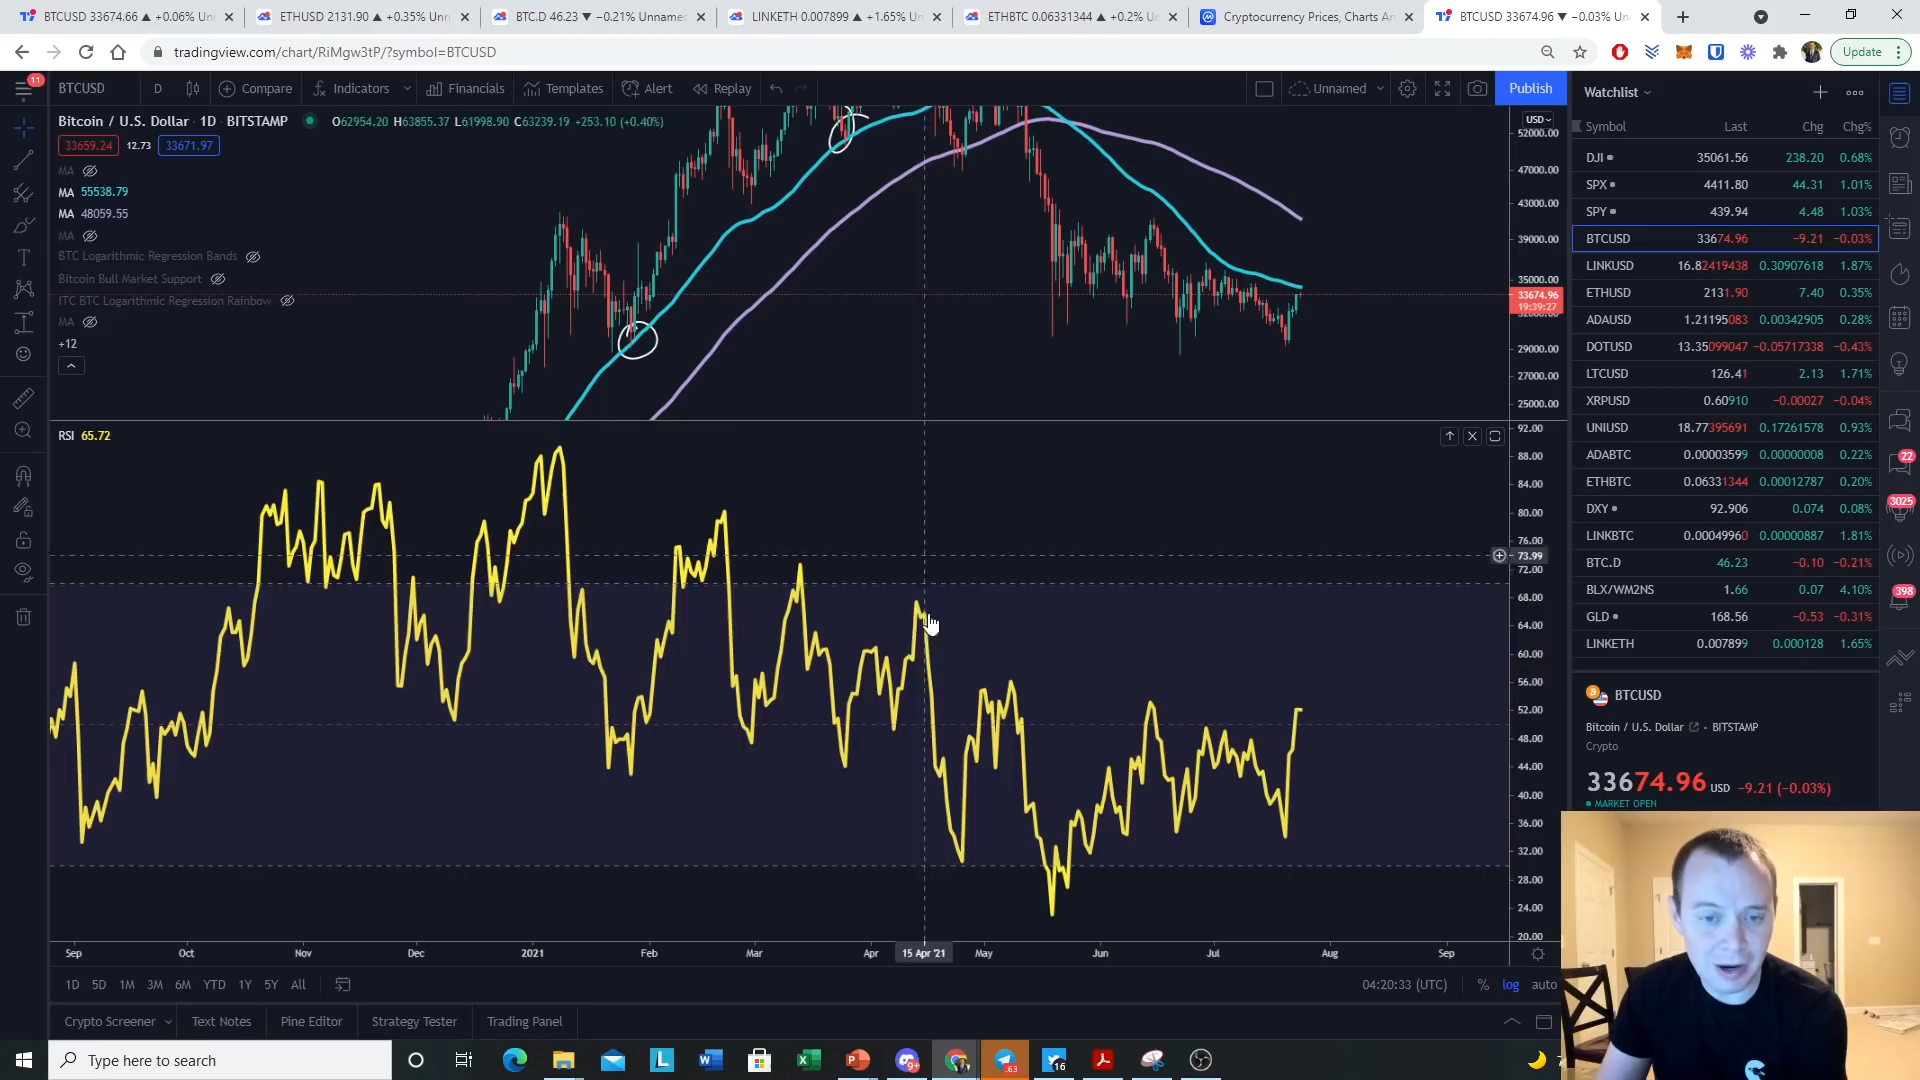 BTCUSD 33674.66 ▲ +0.06% Un
ETHUSD 2131.90 ▲ +0.35% Un
BTC.D 46.23 ▼ −0.21% Unname
LINKETH 0.007899 ▲ +1.65% Un
ETHBTC 0.06331344 ▲ +0.2% Un
Cryptocurrency Prices, Charts An
BTCUSD 33674.96 ▼ −0.03% Un
tradingview.com/chart/RiMgw3tP/?symbol=BTCUSD
Update
11
BTCUSD
D
Compare
Indicators
Financials
Templates
Alert
Replay
Unnamed
Publish
Bitcoin / U.S. Dollar · 1D · BITSTAMP
O62954.20 H63855.37 L61998.90 C63239.19 +253.10 (+0.40%)
33659.24 12.73 33671.97
MA
MA 55538.79
MA 48059.55
MA
BTC Logarithmic Regression Bands
Bitcoin Bull Market Support
ITC BTC Logarithmic Regression Rainbow
MA
+12
USD
52000.00
47000.00
43000.00
39000.00
35000.00
33674.96
19:39:27
29000.00
27000.00
25000.00
RSI 65.72
92.00
88.00
84.00
80.00
76.00
73.99
72.00
68.00
64.00
60.00
56.00
52.00
48.00
44.00
40.00
36.00
32.00
28.00
24.00
20.00
Sep Oct Nov Dec 2021 Feb Mar Apr 15 Apr '21 May Jun Jul Aug Sep
1D 5D 1M 3M 6M YTD 1Y 5Y All
04:20:33 (UTC) % log auto
Crypto Screener Text Notes Pine Editor Strategy Tester Trading Panel
Watchlist
Symbol Last Chg Chg%
DJI 35061.56 238.20 0.68%
SPX 4411.80 44.31 1.01%
SPY 439.94 4.48 1.03%
BTCUSD 33674.96 −9.21 −0.03%
LINKUSD 16.82419438 0.30907618 1.87%
ETHUSD 2131.90 7.40 0.35%
ADAUSD 1.21195083 0.00342905 0.28%
DOTUSD 13.35099047 −0.05717338 −0.43%
LTCUSD 126.41 2.13 1.71%
XRPUSD 0.60910 −0.00027 −0.04%
UNIUSD 18.77395691 0.17261578 0.93%
ADABTC 0.00003599 0.00000008 0.22%
ETHBTC 0.06331344 0.00012787 0.20%
DXY 92.906 0.074 0.08%
LINKBTC 0.00049960 0.00000887 1.81%
BTC.D 46.23 −0.10 −0.21%
BLX/WM2NS 1.66 0.07 4.10%
GLD 168.56 −0.53 −0.31%
LINKETH 0.007899 0.000128 1.65%
BTCUSD
Bitcoin / U.S. Dollar · BITSTAMP
Crypto
33674.96 USD −9.21 (−0.03%)
MARKET OPEN
22
3025
398
Type here to search
9+
63
16